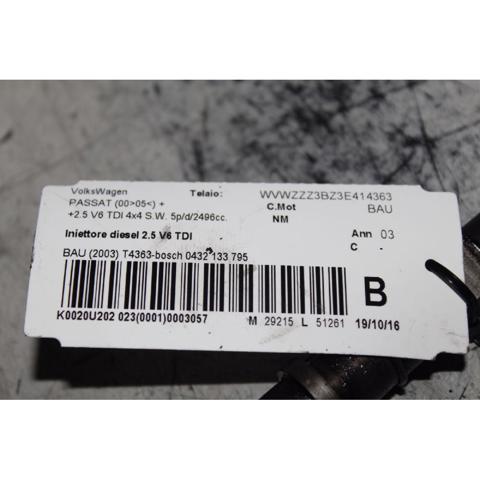 VolksWagen Telaio: WVWZZZ3BZ3E414363
PASSAT (00>05<) + C.Mot BAU
+2.5 V6 TDI 4x4 S.W. 5p/d/2496cc. NM
Iniettore diesel 2.5 V6 TDI Ann 03
BAU (2003) T4363-bosch 0432 133 795 C -
B
K0020U202 023(0001)0003057 M 29215 L 51261 19/10/16